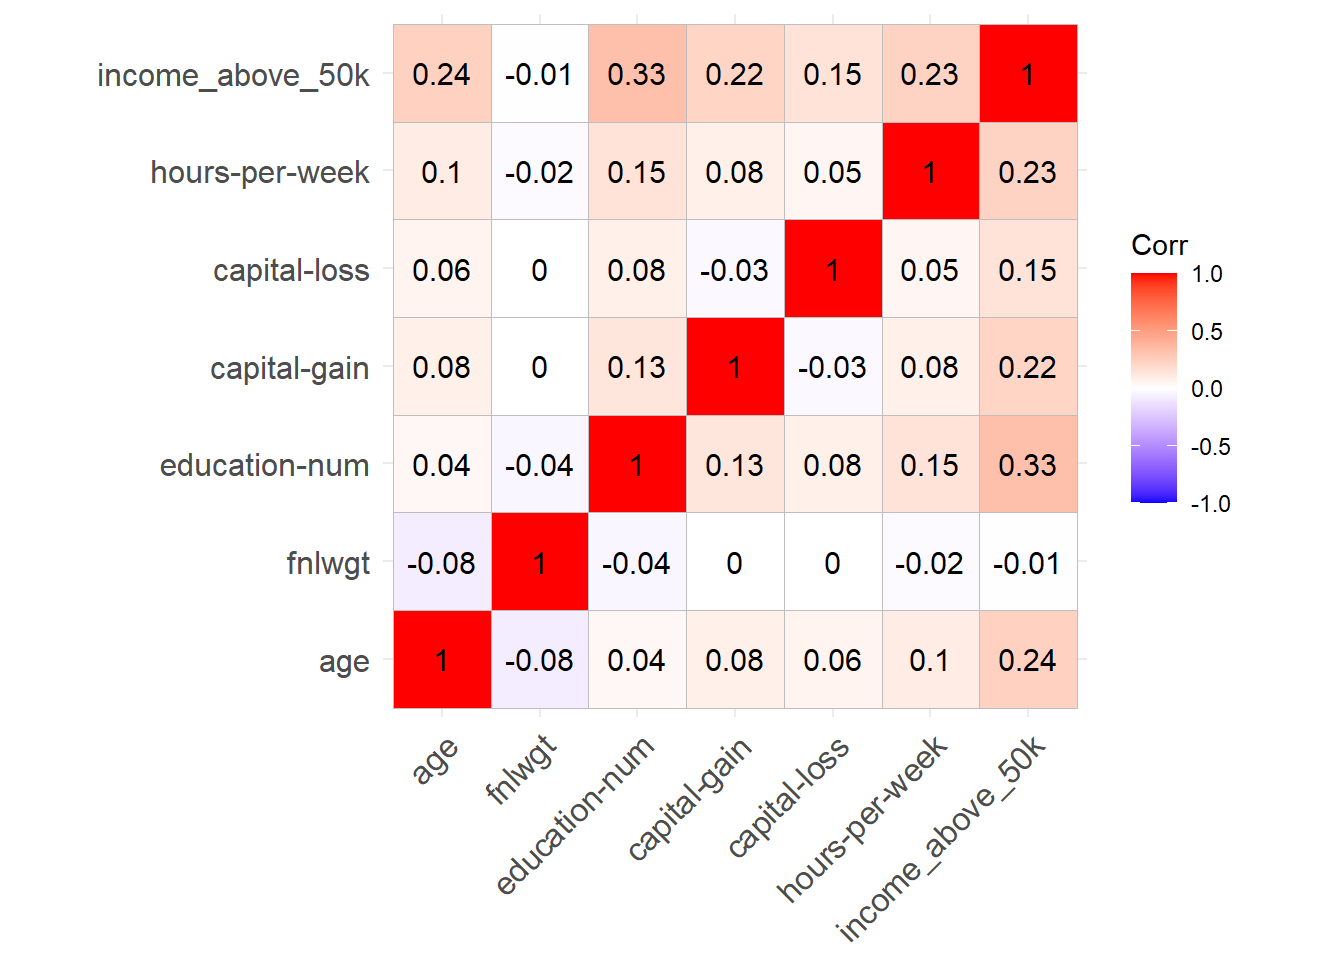 income_above_50k 0.24 -0.01 0.33 0.22 0.15 0.23 1
hours-per-week 0.1 -0.02 0.15 0.08 0.05 1 0.23
capital-loss 0.06 0 0.08 -0.03 1 0.05 0.15
capital-gain 0.08 0 0.13 1 -0.03 0.08 0.22
education-num 0.04 -0.04 1 0.13 0.08 0.15 0.33
fnlwgt -0.08 1 -0.04 0 0 -0.02 -0.01
age 1 -0.08 0.04 0.08 0.06 0.1 0.24
age
fnlwgt
education-num
capital-gain
capital-loss
hours-per-week
income_above_50k
Corr
1.0
0.5
0.0
-0.5
-1.0